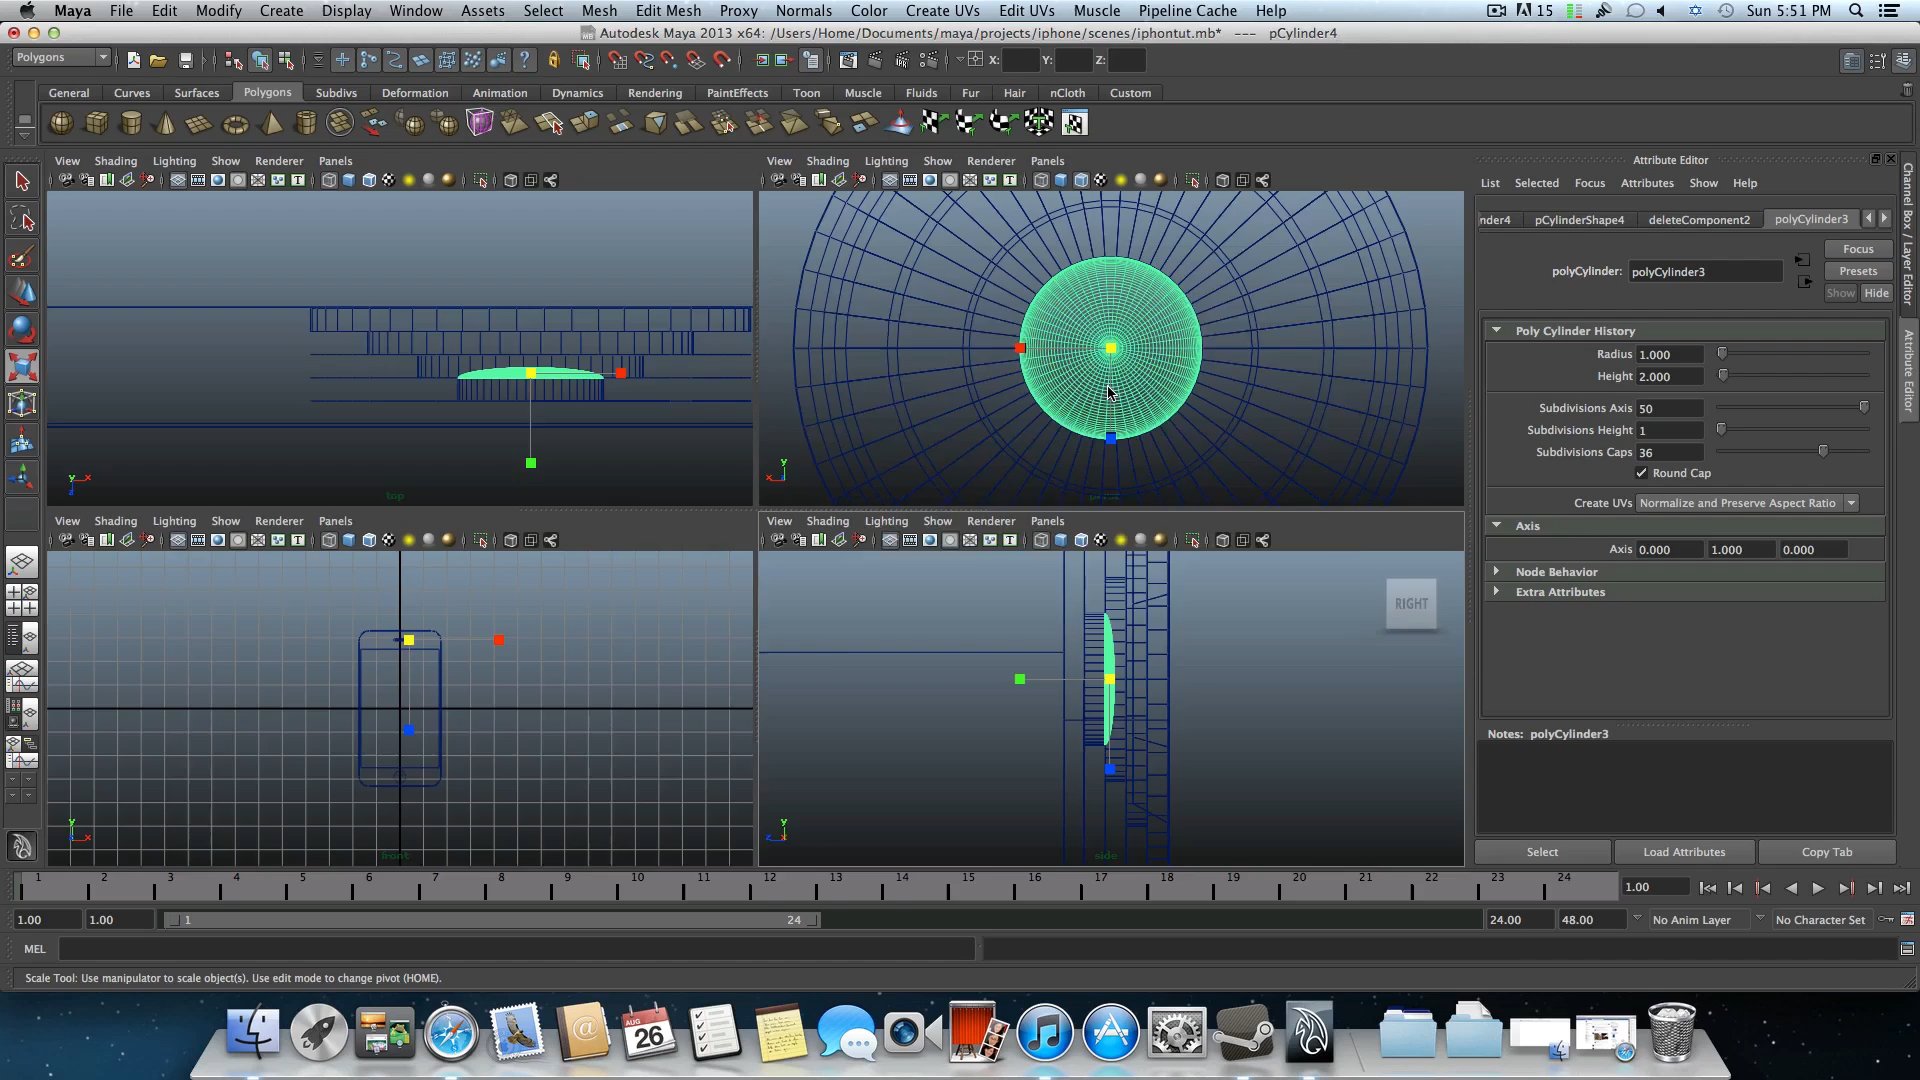 Maya File Edit Modify Create Display Window Assets Select Mesh Edit Mesh Proxy Normals Color Create UVs Edit UVs Muscle Pipeline Cache Help 15 Sun 5:51 PM
Autodesk Maya 2013 x64: /Users/Home/Documents/maya/projects/iphone/scenes/iphontut.mb* --- pCylinder4
Polygons X: Y: Z:
General Curves Surfaces Polygons Subdivs Deformation Animation Dynamics Rendering PaintEffects Toon Muscle Fluids Fur Hair nCloth Custom
View Shading Lighting Show Renderer Panels
View Shading Lighting Show Renderer Panels
top
y x
x y
View Shading Lighting Show Renderer Panels
View Shading Lighting Show Renderer Panels
RIGHT
front
side
y x
z y
Attribute Editor
List Selected Focus Attributes Show Help
nder4 pCylinderShape4 deleteComponent2 polyCylinder3
polyCylinder: polyCylinder3
Focus
Presets
Show Hide
Poly Cylinder History
Radius 1.000
Height 2.000
Subdivisions Axis 50
Subdivisions Height 1
Subdivisions Caps 36
Round Cap
Create UVs Normalize and Preserve Aspect Ratio
Axis
Axis 0.000 1.000 0.000
Node Behavior
Extra Attributes
Notes: polyCylinder3
Select Load Attributes Copy Tab
Channel Box / Layer Editor
Attribute Editor
1 2 3 4 5 6 7 8 9 10 11 12 13 14 15 16 17 18 19 20 21 22 23 24 1.00
1.00 1.00 1 24 24.00 48.00 No Anim Layer No Character Set
MEL
Scale Tool: Use manipulator to scale object(s). Use edit mode to change pivot (HOME).
AUG
26